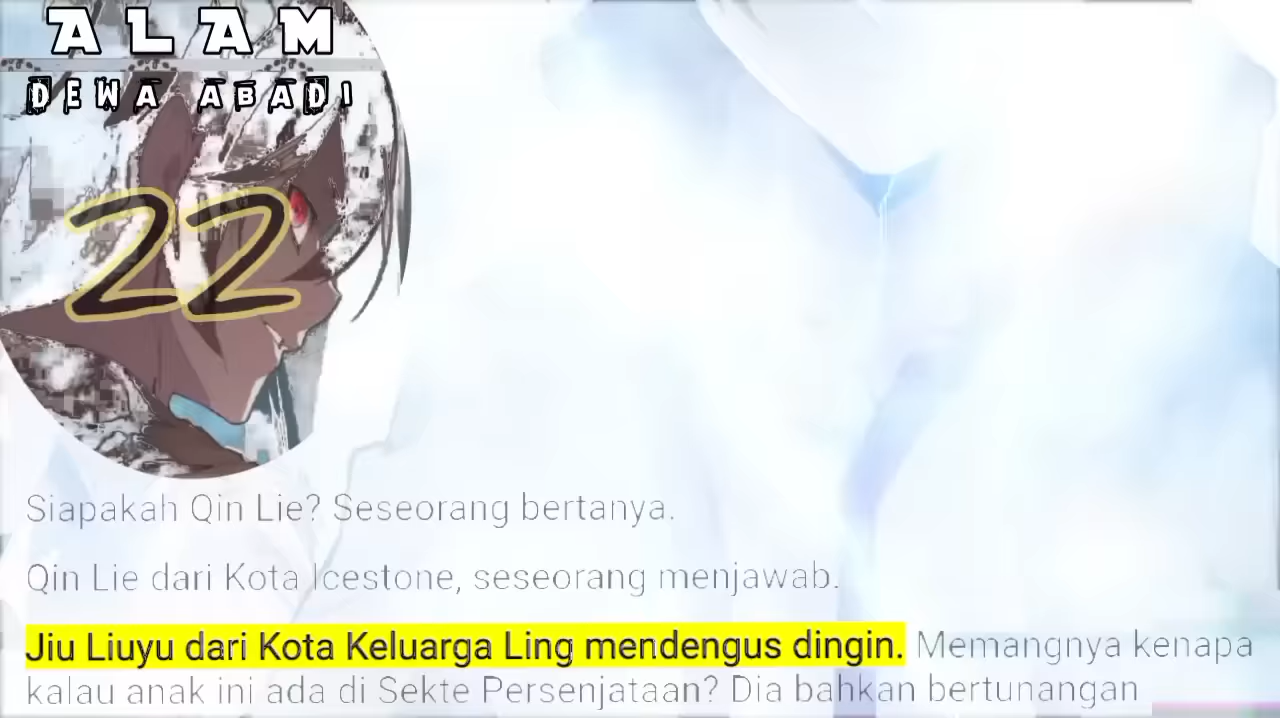 ALAM
DEWA ABADI
22
Siapakah Qin Lie? Seseorang bertanya.
Qin Lie dari Kota Icestone, seseorang menjawab.
Jiu Liuyu dari Kota Keluarga Ling mendengus dingin. Memangnya kenapa
kalau anak ini ada di Sekte Persenjataan? Dia bahkan bertunangan